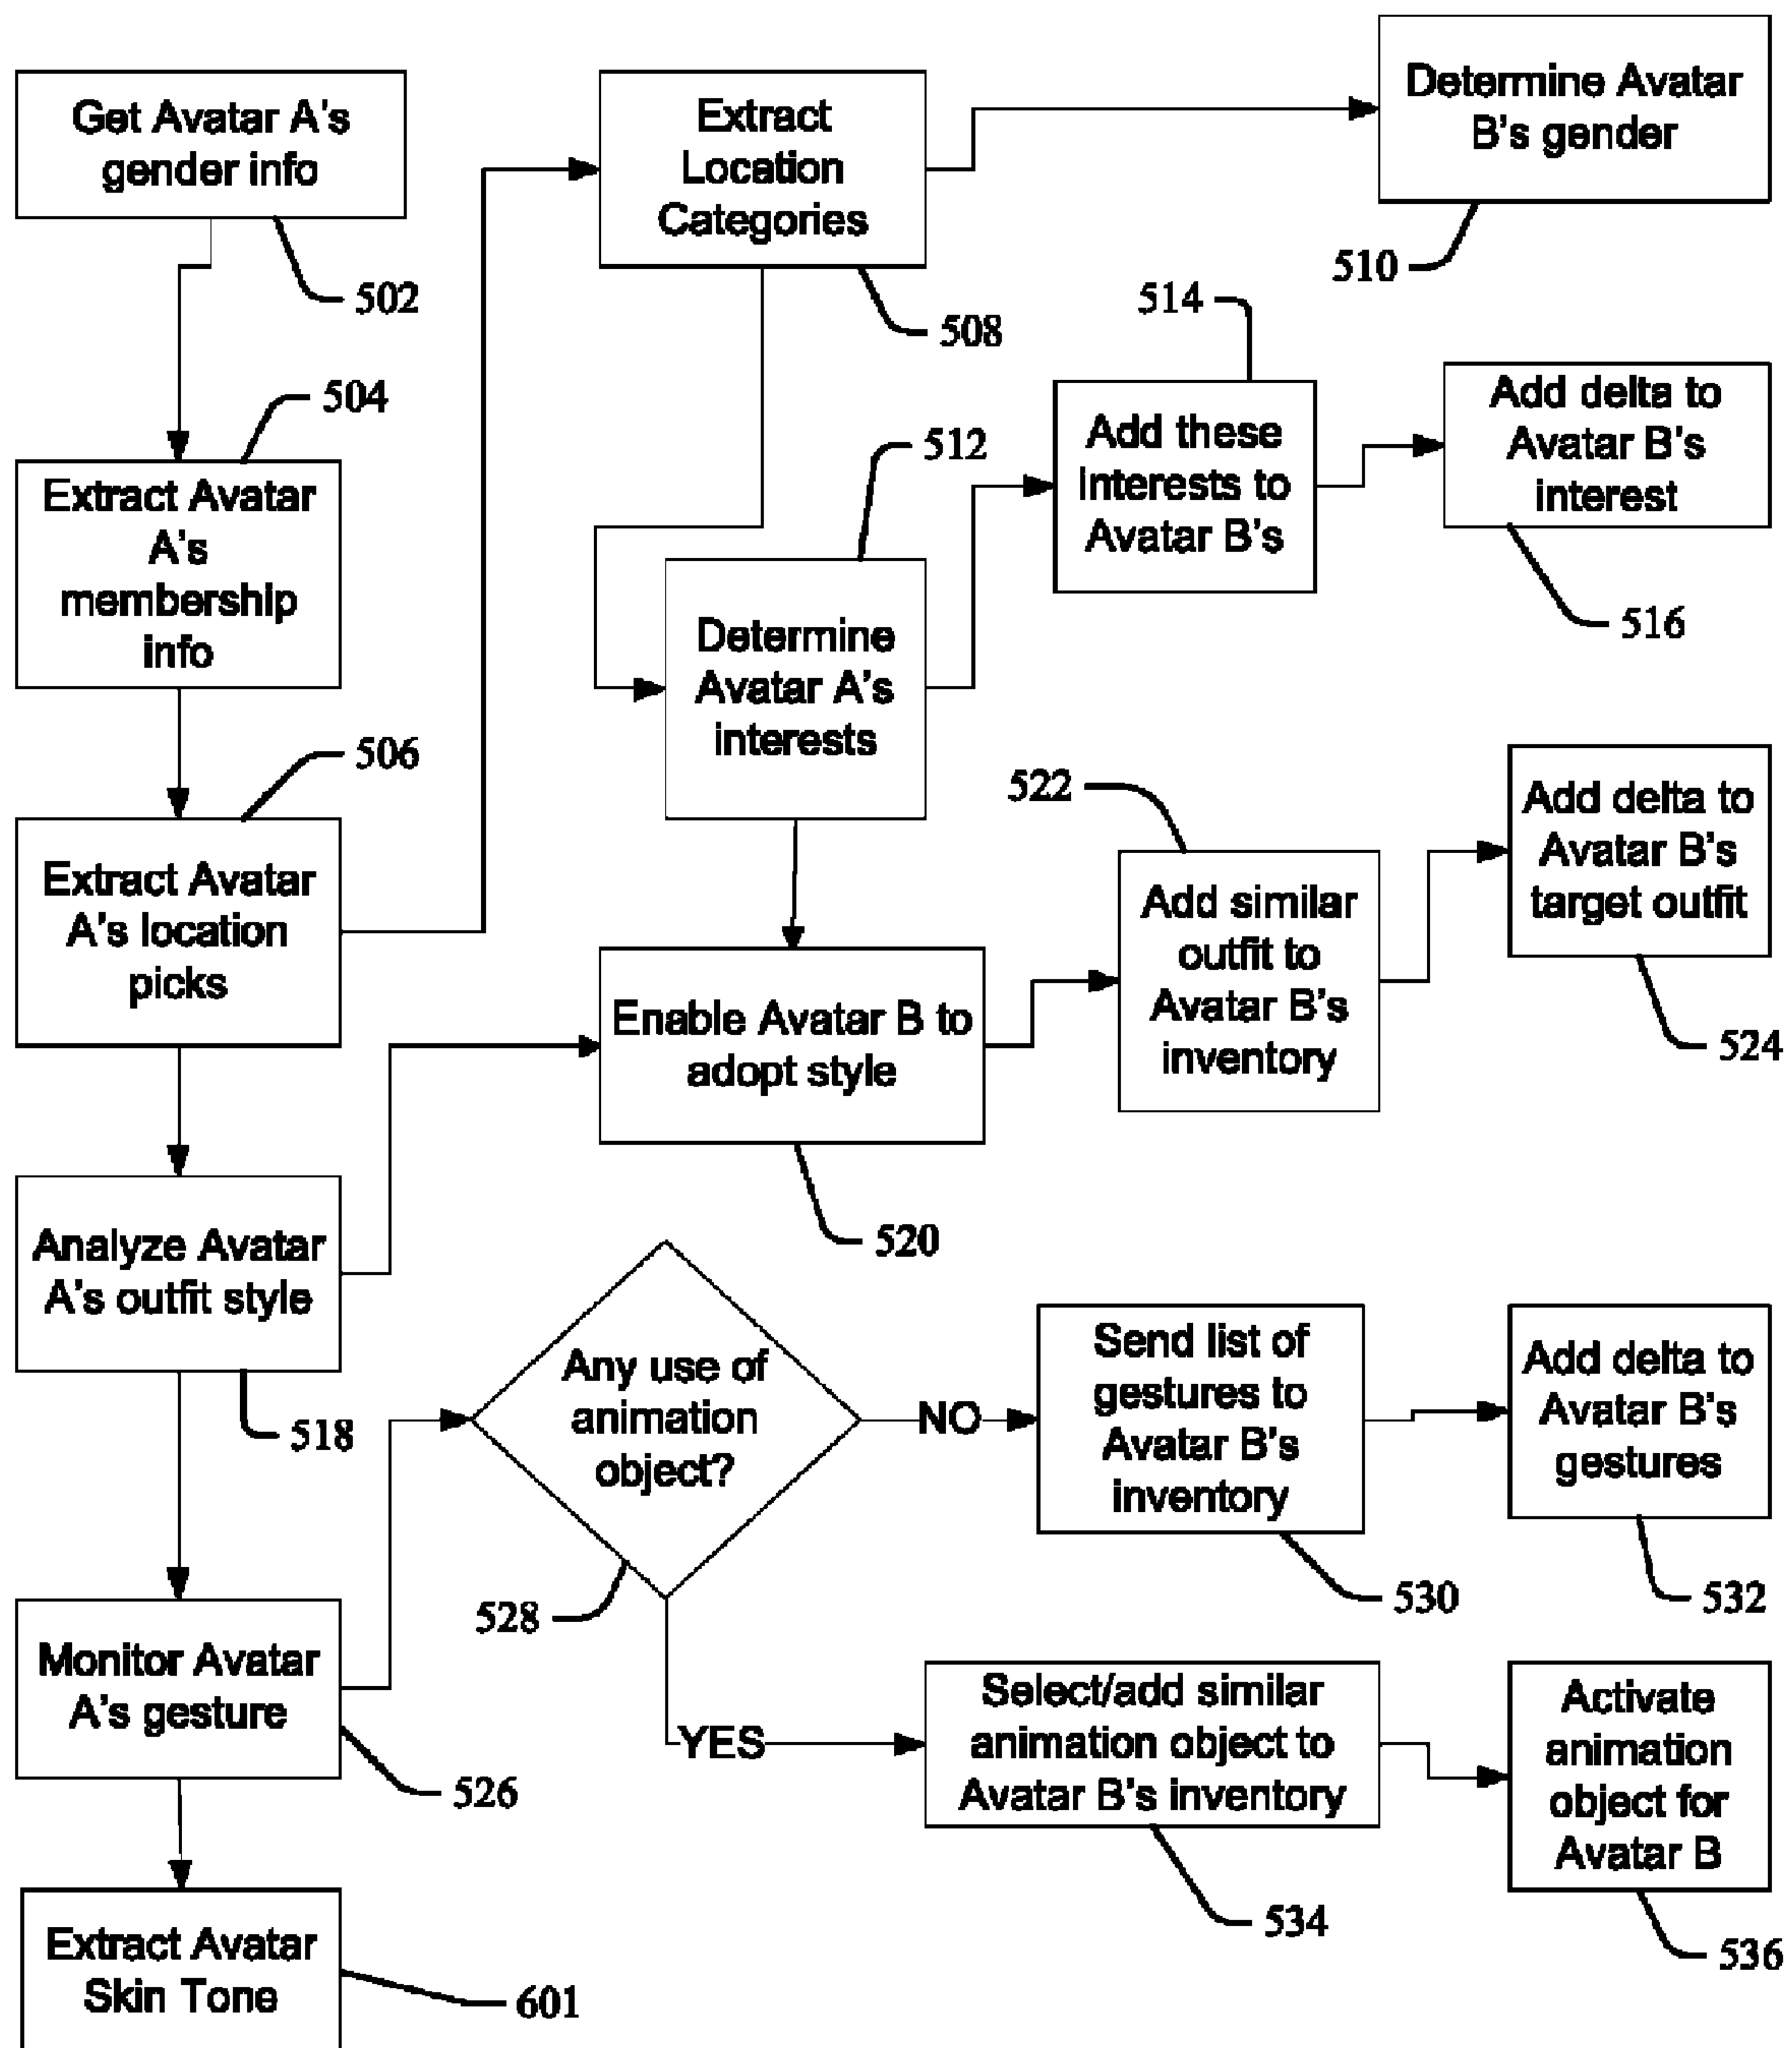 Get Avatar A's
gender info
502
Extract
Location
Categories
508
Determine Avatar
B's gender
510
504
Extract Avatar
A's
membership
info
512
Determine
Avatar A's
interests
514
Add these
interests to
Avatar B's
Add delta to
Avatar B's
interest
516
506
Extract Avatar
A's location
picks
Enable Avatar B to
adopt style
520
522
Add similar
outfit to
Avatar B's
inventory
Add delta to
Avatar B's
target outfit
524
Analyze Avatar
A's outfit style
518
Any use of
animation
object?
528
NO
Send list of
gestures to
Avatar B's
inventory
530
Add delta to
Avatar B's
gestures
532
Monitor Avatar
A's gesture
526
YES
Select/add similar
animation object to
Avatar B's inventory
534
Activate
animation
object for
Avatar B
536
Extract Avatar
Skin Tone
601